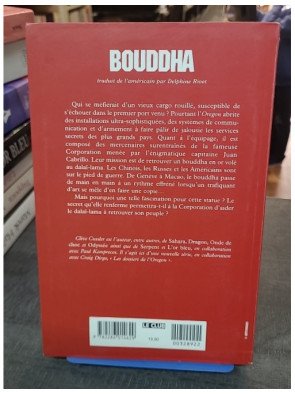 BOUDDHA
traduit de l'américain par Delphine Rivet
Qui se méfierait d'un vieux cargo rouillé, susceptible de
s'échouer dans le premier port venu ? Pourtant l'Oregon abrite
des installations ultra-sophistiquées, des systèmes de commu-
nication et d'armement à faire pâlir de jalousie les services
secrets des plus grands pays. Quant à l'équipage, il est
composé des mercenaires surentraînés de la fameuse
Corporation menée par l'énigmatique capitaine Juan
Cabrillo. Leur mission est de retrouver un bouddha en or volé
au dalaï-lama. Les Chinois, les Russes et les Américains sont
sur le pied de guerre. De Genève à Macao, le bouddha passe
de main en main à un rythme effréné lorsqu'un trafiquant
d'art se mêle d'en faire une copie.
Mais pourquoi une telle fascination pour cette statue ? Le
secret qu'elle renferme permettra-t-il à la Corporation d'aider
le dalaï-lama à retrouver son peuple ?
Clive Cussler est l'auteur, entre autres, de Sahara, Dragon, Onde de
choc et Odyssée ainsi que de Serpent et L'or bleu, en collaboration
avec Paul Kemprecos. Il s'agit ici d'une nouvelle série, en collaboration
avec Craig Dirgo, « Les dossiers de l'Oregon ».
LE CLUB